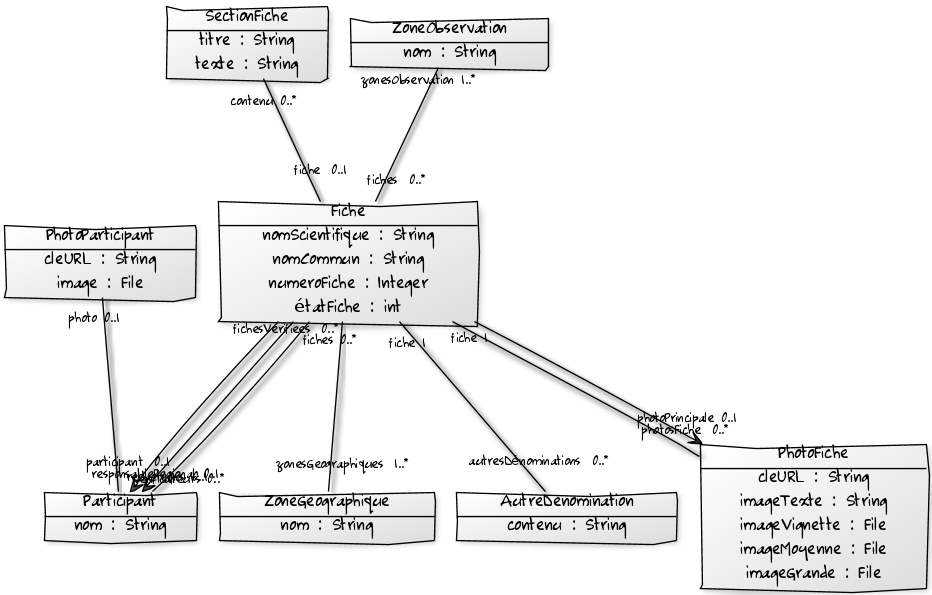 SectionFiche
titre : String
texte : String
ZoneObservation
nom : String
contenu 0..*
zonesObservation 1..*
fiche 0..1
fiches 0..*
Fiche
nomScientifique : String
nomCommun : String
numeroFiche : Integer
étatFiche : int
PhotoParticipant
cleURL : String
image : File
photo 0..1
fichesVerifiees 0..*
fiches 0..*
fiche 1
fiche 1
photoPrincipale 0..1
photosFiche 0..*
participant 0..1
responsableRegional 0..1
zonesGeographiques 1..*
autresDenominations 0..*
Participant
nom : String
ZoneGeographique
nom : String
AutreDenomination
contenu : String
PhotoFiche
cleURL : String
imageTexte : String
imageVignette : File
imageMoyenne : File
imageGrande : File